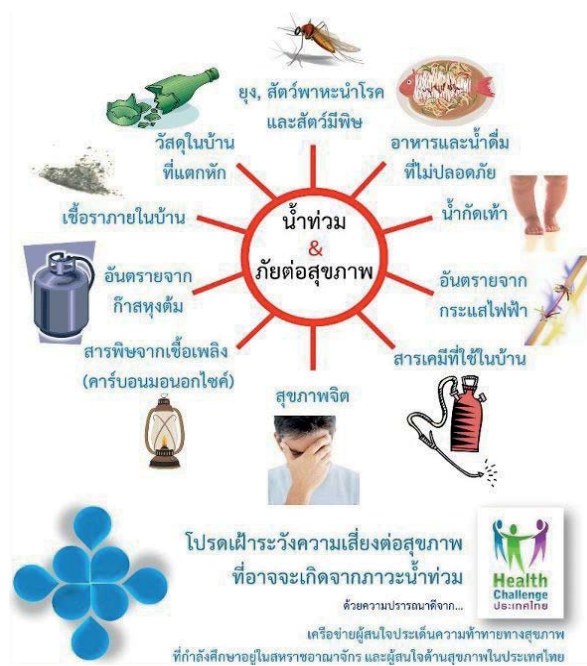 ยุง, สัตว์พาหะนำโรค
และสัตว์มีพิษ
อาหารและน้ำดื่ม
ที่ไม่ปลอดภัย
น้ำกัดเท้า
อันตรายจาก
กระแสไฟฟ้า
สารเคมีที่ใช้ในบ้าน
สุขภาพจิต
สารพิษจากเชื้อเพลิง
(คาร์บอนมอนอกไซค์)
อันตรายจาก
ก๊าสหุงต้ม
เชื้อราภายในบ้าน
วัสดุในบ้าน
ที่แตกหัก
น้ำท่วม
&
ภัยต่อสุขภาพ
โปรดเฝ้าระวังความเสี่ยงต่อสุขภาพ
ที่อาจจะเกิดจากภาวะน้ำท่วม
ด้วยความปรารถนาดีจาก...
เครือข่ายผู้สนใจประเด็นความท้าทายทางสุขภาพ
ที่กำลังศึกษาอยู่ในสหราชอาณาจักร และผู้สนใจด้านสุขภาพในประเทศไทย
Health
Challenge
ประเทศไทย